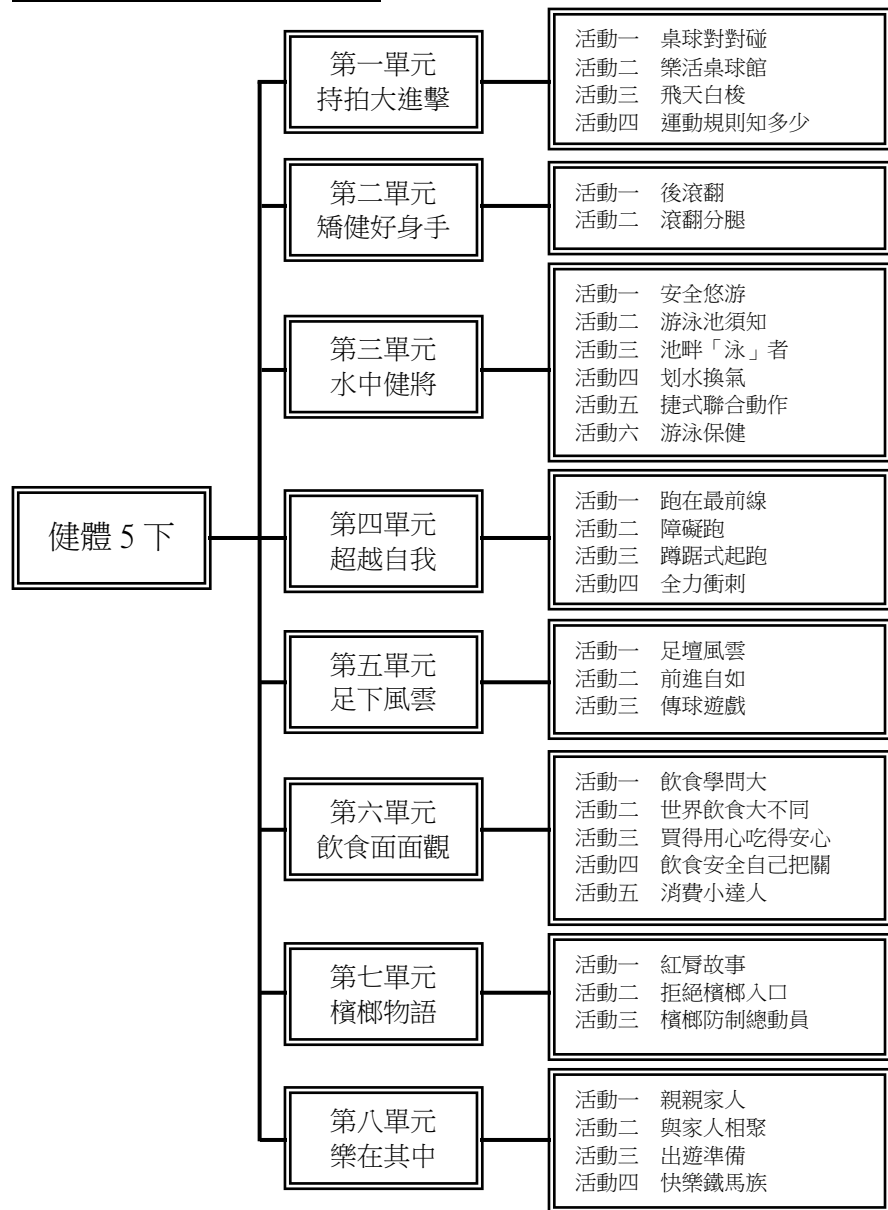 健體 5 下
第一單元
持拍大進擊
活動一 桌球對對碰
活動二 樂活桌球館
活動三 飛天白梭
活動四 運動規則知多少
第二單元
矯健好身手
活動一 後滾翻
活動二 滾翻分腿
第三單元
水中健將
活動一 安全悠游
活動二 游泳池須知
活動三 池畔「泳」者
活動四 划水換氣
活動五 捷式聯合動作
活動六 游泳保健
第四單元
超越自我
活動一 跑在最前線
活動二 障礙跑
活動三 蹲踞式起跑
活動四 全力衝刺
第五單元
足下風雲
活動一 足壇風雲
活動二 前進自如
活動三 傳球遊戲
第六單元
飲食面面觀
活動一 飲食學問大
活動二 世界飲食大不同
活動三 買得用心吃得安心
活動四 飲食安全自己把關
活動五 消費小達人
第七單元
檳榔物語
活動一 紅脣故事
活動二 拒絕檳榔入口
活動三 檳榔防制總動員
第八單元
樂在其中
活動一 親親家人
活動二 與家人相聚
活動三 出遊準備
活動四 快樂鐵馬族